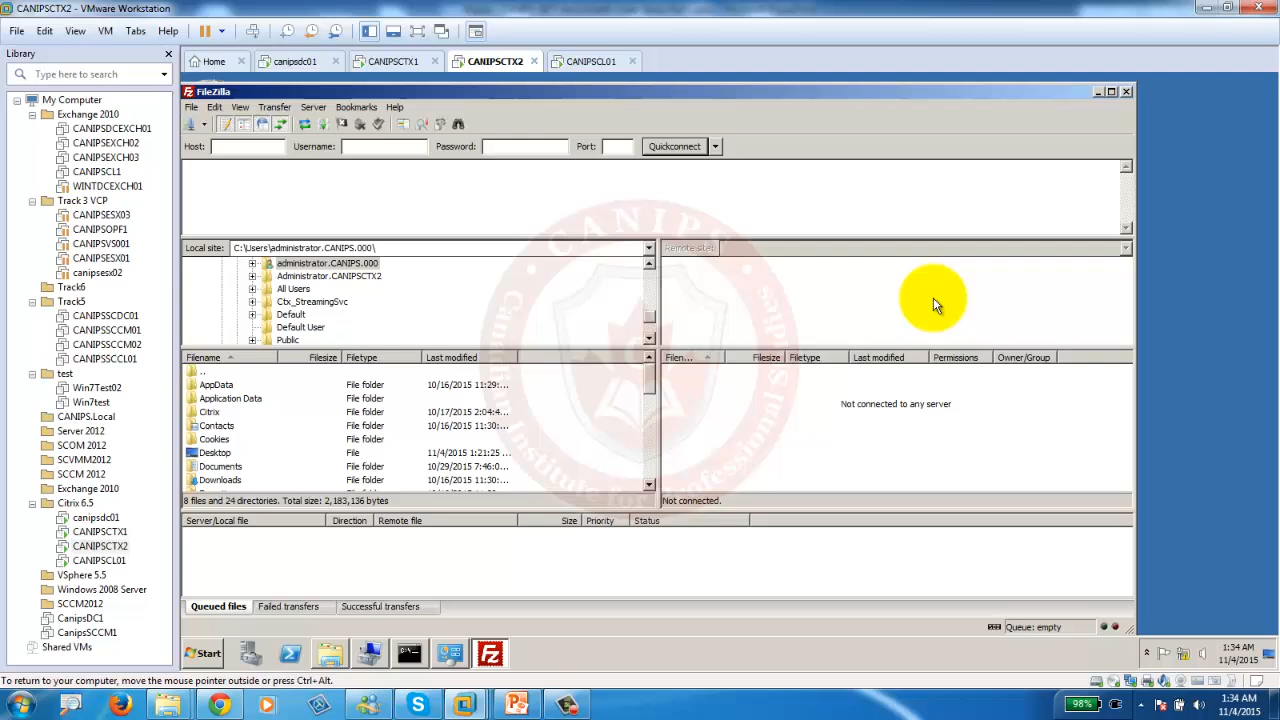 CANIPSCTX2 - VMware Workstation
File Edit View VM Tabs Help
Library
Type here to search
Home canipsdc01 CANIPSCTX1 CANIPSCTX2 CANIPSCL01
My Computer
Exchange 2010
CANIPSDCEXCH01
CANIPSEXCH02
CANIPSEXCH03
CANIPSCL1
WINTDCEXCH01
Track 3 VCP
CANIPSESX03
CANIPSOPF1
CANIPSVS001
CANIPSESX01
canipsesx02
Track6
Track5
CANIPSSCDC01
CANIPSSCCM01
CANIPSSCCM02
CANIPSSCCL01
test
Win7Test02
Win7test
CANIPS.Local
Server 2012
SCOM 2012
SCVMM2012
SCCM 2012
Exchange 2010
Citrix 6.5
canipsdc01
CANIPSCTX1
CANIPSCTX2
CANIPSCL01
VSphere 5.5
Windows 2008 Server
SCCM2012
CanipsDC1
CanipsSCCM1
Shared VMs
FileZilla
File Edit View Transfer Server Bookmarks Help
Host: Username: Password: Port: Quickconnect
Local site: C:\Users\administrator.CANIPS.000\
Remote site:
administrator.CANIPS.000
Administrator.CANIPSCTX2
All Users
Ctx_StreamingSvc
Default
Default User
Public
Filename Filesize Filetype Last modified
..
AppData File folder 10/16/2015 11:29:...
Application Data File folder
Citrix File folder 10/17/2015 2:04:4...
Contacts File folder 10/16/2015 11:30:...
Cookies File folder
Desktop File 11/4/2015 1:21:25
Documents File folder 10/29/2015 7:46:0...
Downloads File folder 10/16/2015 11:30:...
8 files and 24 directories. Total size: 2,183,136 bytes
Filen... Filesize Filetype Last modified Permissions Owner/Group
Not connected to any server
Not connected.
Server/Local file Direction Remote file Size Priority Status
Queued files Failed transfers Successful transfers
Queue: empty
Start
1:34 AM
11/4/2015
To return to your computer, move the mouse pointer outside or press Ctrl+Alt.
98%
1:34 AM
11/4/2015
CANIPS